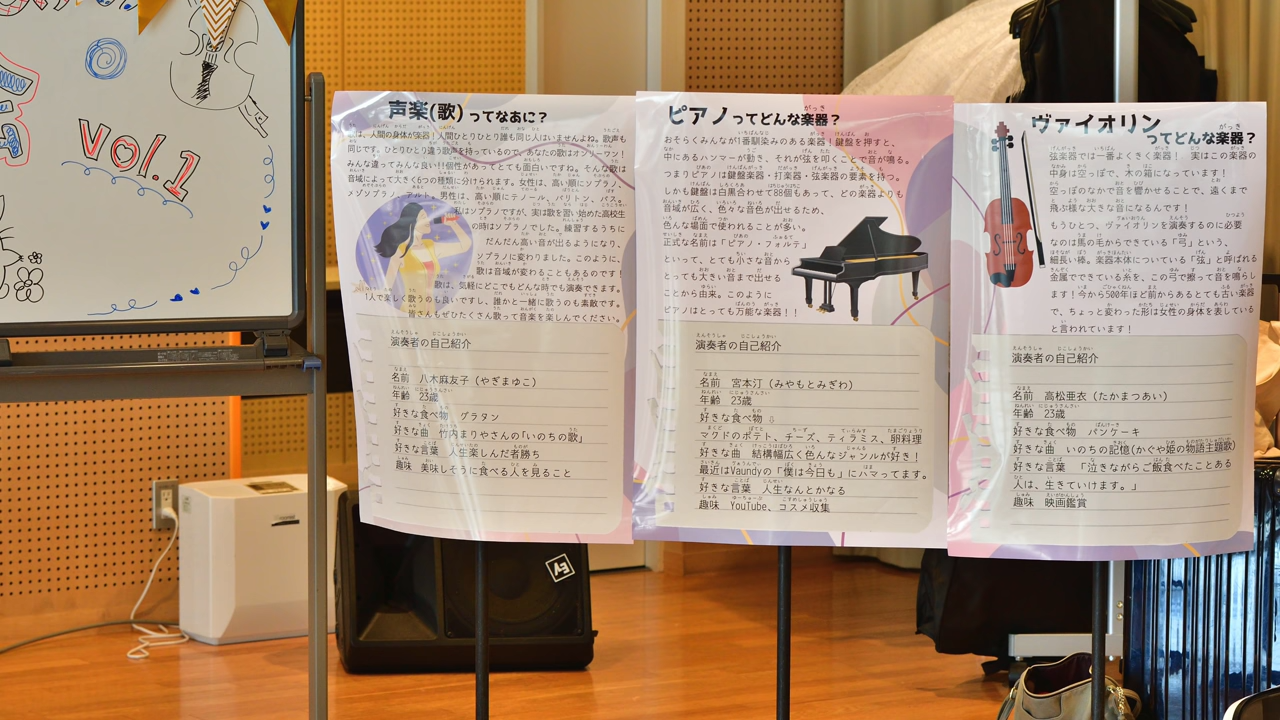 vol.1
声楽(歌)ってなあに?
歌は、人間の身体が楽器!人間ひとりひとり誰も同じ人はいませんよね。歌声も
同じです。ひとりひとり違う歌声を持っているので、あなたの歌はオンリーワン!
みんな違ってみんな良い!!個性があってとても面白いですね。そんな歌は
音域によって大きく6つの種類に分けられます。女性は、高い順にソプラノ、
メゾソプラノ、アルト、男性は、高い順にテノール、バリトン、バス。
私はソプラノですが、実は歌を習い始めた高校生
の時はソプラノでした。練習するうちに
だんだん高い音が出るようになり、
ソプラノに変わりました。このように、
歌は音域が変わることもあるのです!
歌は、気軽にどこでもどんな時でも演奏できます。
1人で楽しく歌うのも良いですし、誰かと一緒に歌うのも素敵です。
皆さんもぜひたくさん歌って音楽を楽しんでください。
演奏者の自己紹介
名前 八木麻友子(やぎまゆこ)
年齢 23歳
好きな食べ物 グラタン
好きな曲 竹内まりやさんの「いのちの歌」
好きな言葉 人生楽しんだ者勝ち
趣味 美味しそうに食べる人を見ること
ピアノってどんな楽器?
おそらくみんなが1番馴染みのある楽器!鍵盤を押すと、
中にあるハンマーが動き、それが弦を叩くことで音が鳴る。
つまりピアノは鍵盤楽器・打楽器・弦楽器の要素を持つ。
しかも鍵盤は白黒合わせて88個もあって、どの楽器よりも
音域が広く、色々な音色が出せるため、
色んな場面で使われることが多い。
正式な名前は「ピアノ・フォルテ」
といって、とても小さい音から
とっても大きい音まで出せる
ことから由来。このように
ピアノはとっても万能な楽器!!
演奏者の自己紹介
名前 宮本汀(みやもとみぎわ)
年齢 23歳
好きな食べ物 ⇩
マクドのポテト、チーズ、ティラミス、卵料理
好きな曲 結構幅広く色んなジャンルが好き!
最近はVaundyの「僕は今日も」にハマってます。
好きな言葉 人生なんとかなる
趣味 YouTube、コスメ収集
ヴァイオリンってどんな楽器?
弦楽器では一番よくきく楽器! 実はこの楽器の
中身は空っぽで、木の箱になっています!
空っぽのなかで音を響かせることで、遠くまで
飛ぶ様な大きな音になるんです!
もうひとつ、ヴァイオリンを演奏するのに必要
なのは馬の毛からできている「弓」という、
細長い棒。楽器本体についている「弦」と呼ばれる
金属でできている糸を、この弓で擦って音を鳴らし
ます!今から500年ほど前からあるとても古い楽器
で、ちょっと変わった形は女性の身体を表している
と言われています!
演奏者の自己紹介
名前 高松亜衣(たかまつあい)
年齢 23歳
好きな食べ物 パンケーキ
好きな曲 いのちの記憶(かぐや姫の物語主題歌)
好きな言葉 「泣きながらご飯食べたことある
人は、生きていけます。」
趣味 映画鑑賞